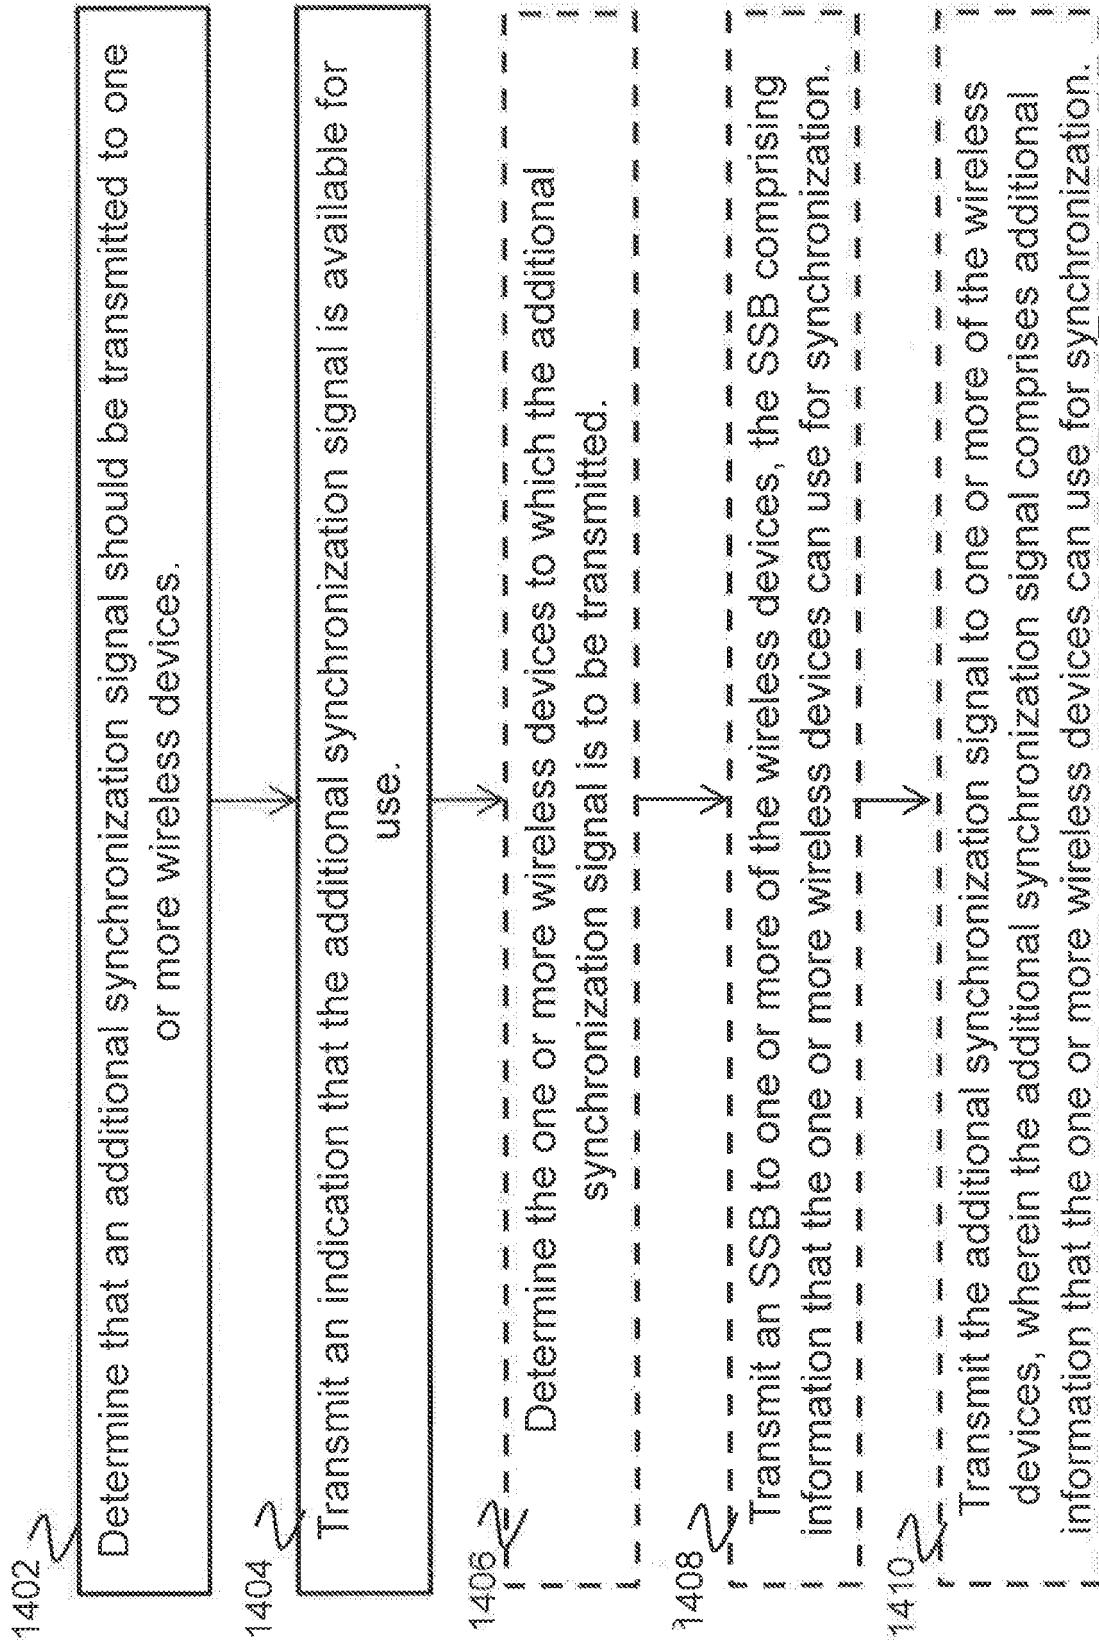 1402
Determine that an additional synchronization signal should be transmitted to one
or more wireless devices.
1404
Transmit an indication that the additional synchronization signal is available for
use.
1406
Determine the one or more wireless devices to which the additional
synchronization signal is to be transmitted.
1408
Transmit an SSB to one or more of the wireless devices, the SSB comprising
information that the one or more wireless devices can use for synchronization.
1410
Transmit the additional synchronization signal to one or more of the wireless
devices, wherein the additional synchronization signal comprises additional
information that the one or more wireless devices can use for synchronization.